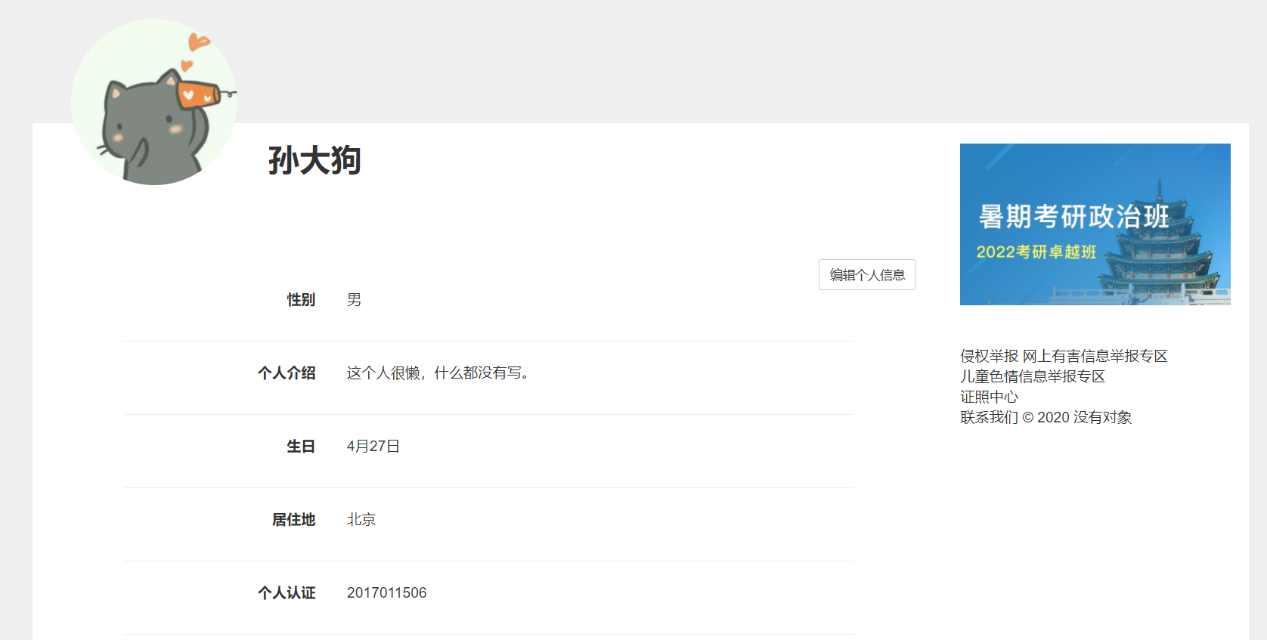 孙大狗
编辑个人信息
性别 男
个人介绍 这个人很懒，什么都没有写。
生日 4月27日
居住地 北京
个人认证 2017011506
暑期考研政治班
2022考研卓越班
侵权举报 网上有害信息举报专区
儿童色情信息举报专区
证照中心
联系我们 © 2020 没有对象